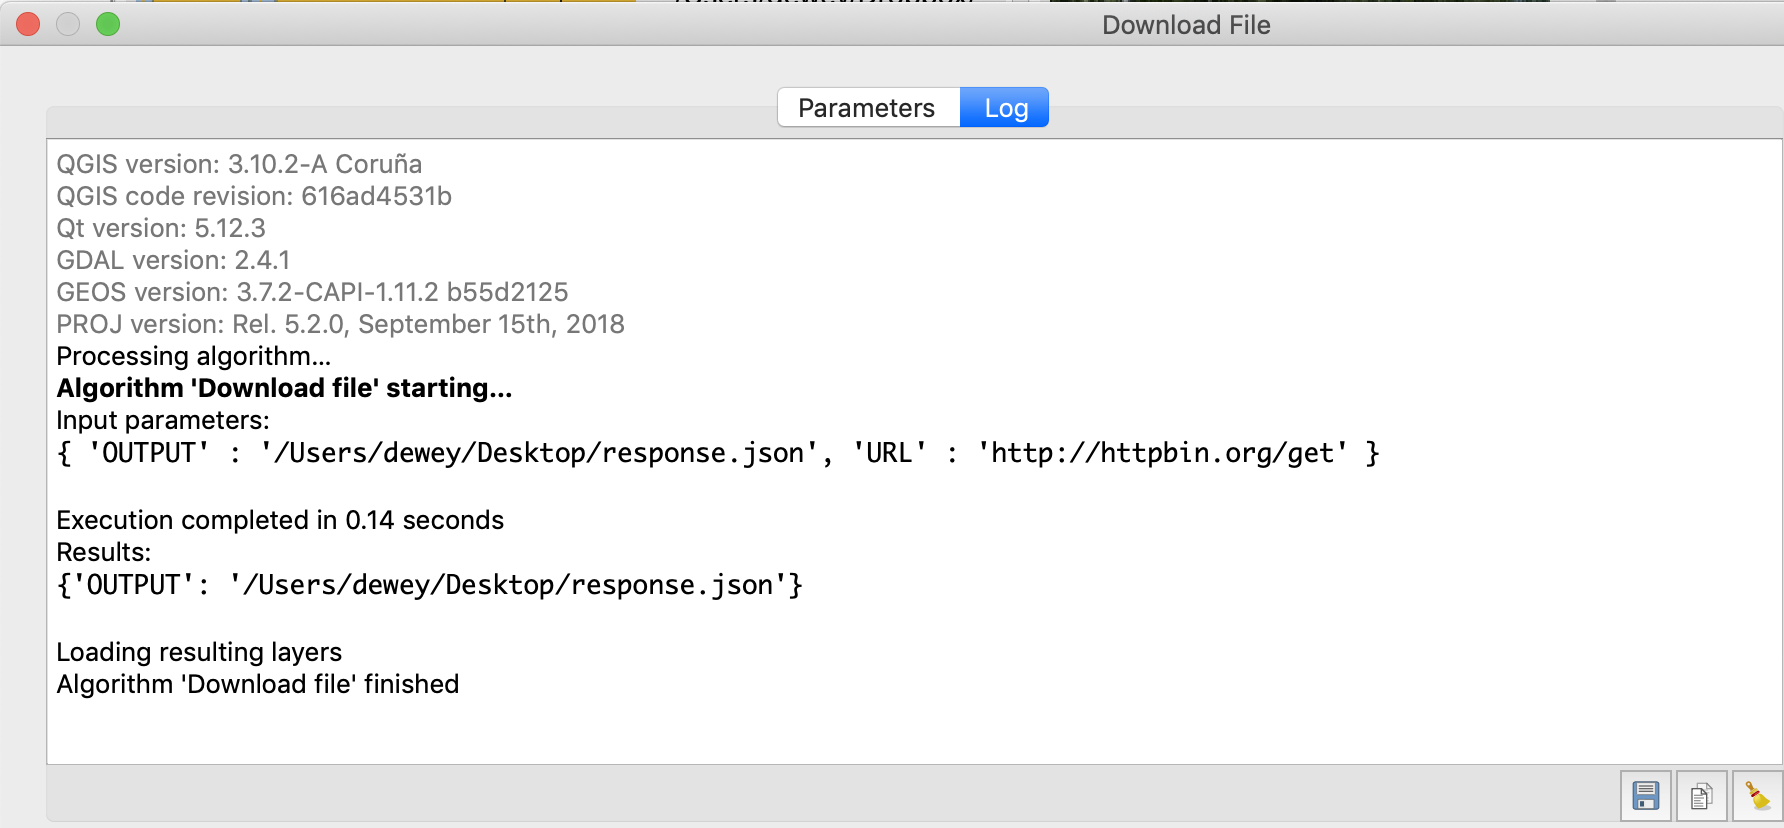 Download File
Parameters Log
QGIS version: 3.10.2-A Coruña
QGIS code revision: 616ad4531b
Qt version: 5.12.3
GDAL version: 2.4.1
GEOS version: 3.7.2-CAPI-1.11.2 b55d2125
PROJ version: Rel. 5.2.0, September 15th, 2018
Processing algorithm…
Algorithm 'Download file' starting…
Input parameters:
{ 'OUTPUT' : '/Users/dewey/Desktop/response.json', 'URL' : 'http://httpbin.org/get' }
Execution completed in 0.14 seconds
Results:
{'OUTPUT': '/Users/dewey/Desktop/response.json'}
Loading resulting layers
Algorithm 'Download file' finished